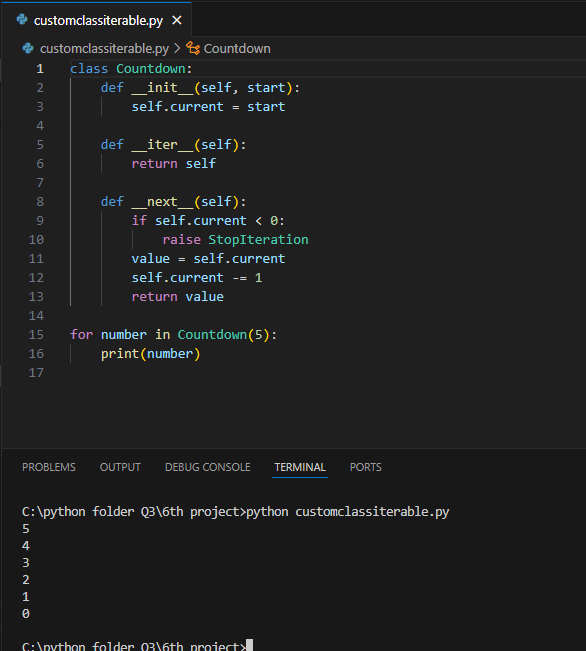 customclassiterable.py
customclassiterable.py > Countdown
1 class Countdown:
2     def __init__(self, start):
3         self.current = start
4
5     def __iter__(self):
6         return self
7
8     def __next__(self):
9         if self.current < 0:
10             raise StopIteration
11         value = self.current
12         self.current -= 1
13         return value
14
15 for number in Countdown(5):
16     print(number)
17
PROBLEMS OUTPUT DEBUG CONSOLE TERMINAL PORTS
C:\python folder Q3\6th project>python customclassiterable.py
5
4
3
2
1
0
C:\python folder Q3\6th project>